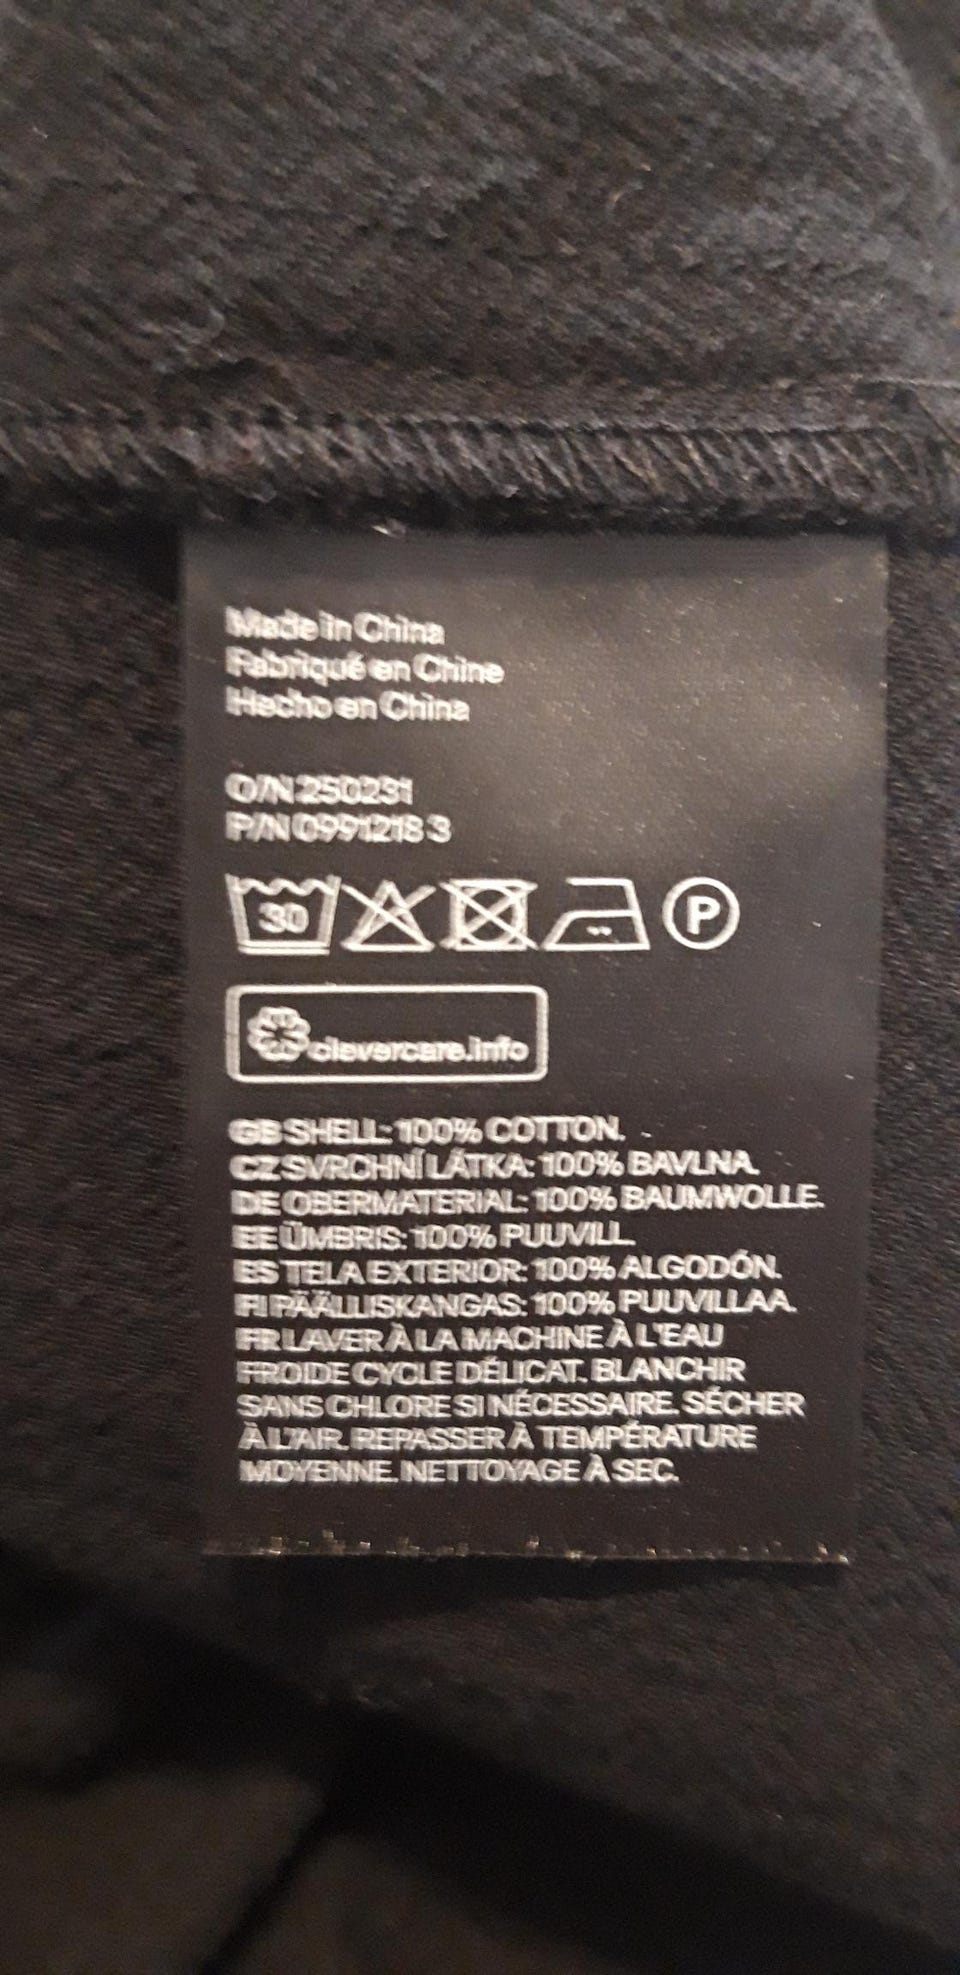 Made in China
Fabriqué en Chine
Hecho en China
O/N 250231
P/N 0991218 3
30 P
clevercare.info
GB SHELL: 100% COTTON.
CZ SVRCHNÍ LÁTKA: 100% BAVLNA.
DE OBERMATERIAL: 100% BAUMWOLLE.
EE ÜMBRIS: 100% PUUVILL.
ES TELA EXTERIOR: 100% ALGODÓN.
FI PÄÄLLISKANGAS: 100% PUUVILLAA.
FR LAVER À LA MACHINE À L'EAU
FROIDE CYCLE DÉLICAT. BLANCHIR
SANS CHLORE SI NÉCESSAIRE. SÉCHER
À L'AIR. REPASSER À TEMPÉRATURE
MOYENNE. NETTOYAGE À SEC.